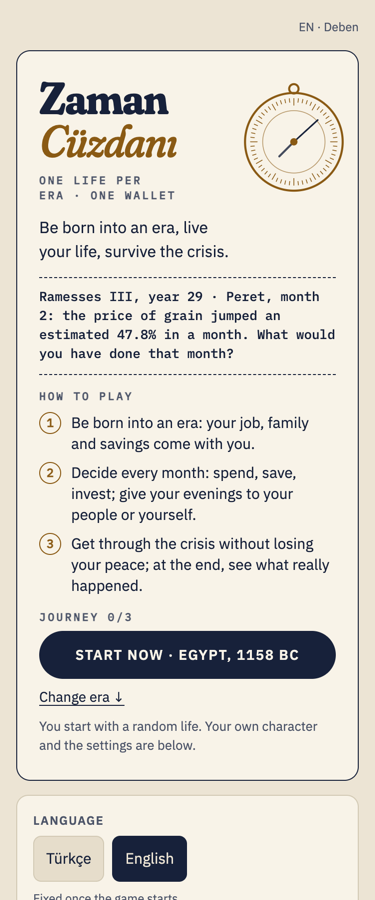 EN · Deben
Zaman
Cüzdanı
ONE LIFE PER
ERA · ONE WALLET
Be born into an era, live
your life, survive the crisis.
Ramesses III, year 29 · Peret, month
2: the price of grain jumped an
estimated 47.8% in a month. What would
you have done that month?
HOW TO PLAY
1 Be born into an era: your job, family
and savings come with you.
2 Decide every month: spend, save,
invest; give your evenings to your
people or yourself.
3 Get through the crisis without losing
your peace; at the end, see what really
happened.
JOURNEY 0/3
START NOW · EGYPT, 1158 BC
Change era ↓
You start with a random life. Your own character
and the settings are below.
LANGUAGE
Türkçe English
Fixed once the game starts